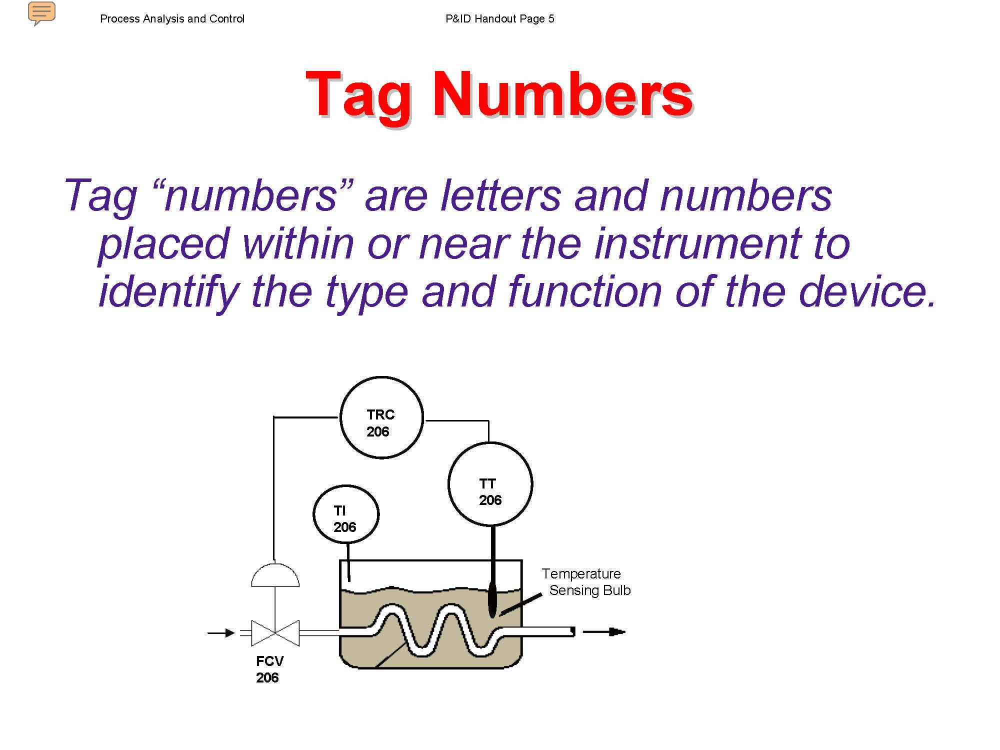 Process Analysis and Control
P&ID Handout Page 5
Tag Numbers
Tag “numbers” are letters and numbers
placed within or near the instrument to
identify the type and function of the device.
TRC
206
TT
206
TI
206
Temperature
Sensing Bulb
FCV
206